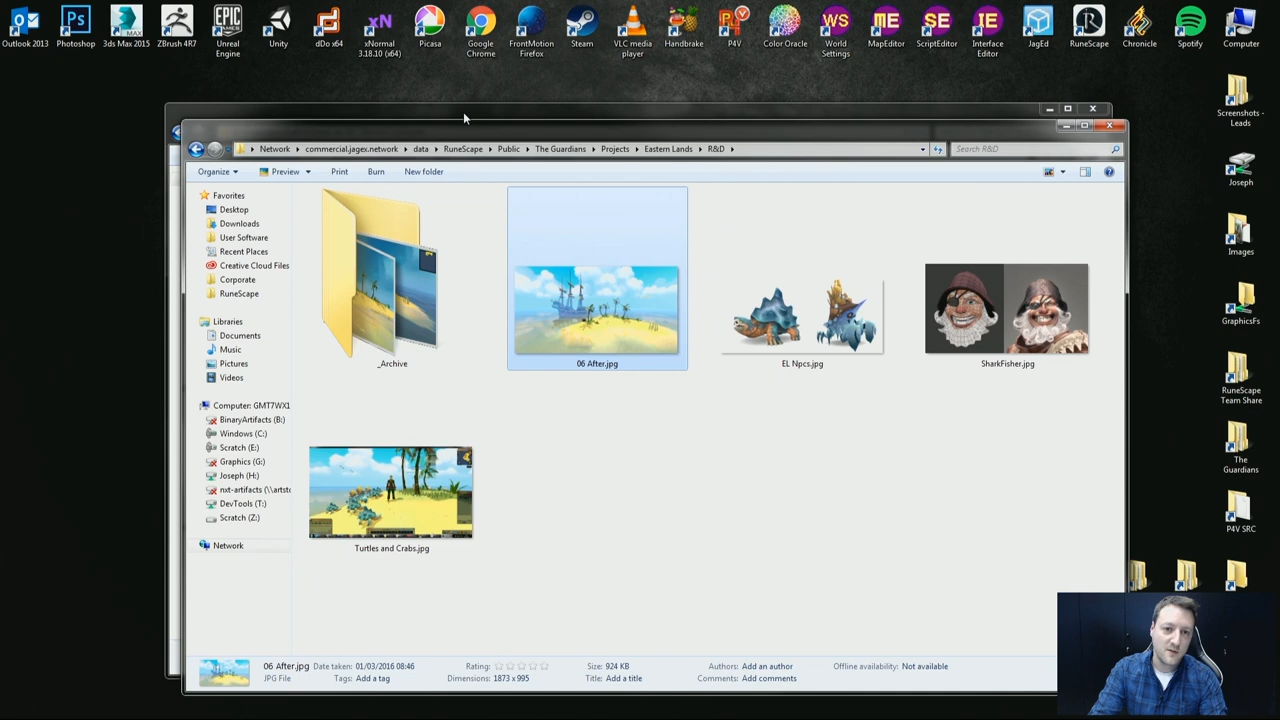 Outlook 2013
Photoshop
3ds Max 2015
ZBrush 4R7
Unreal
Engine
Unity
dDo x64
xNormal
3.18.10 (x64)
Picasa
Google
Chrome
FrontMotion
Firefox
Steam
VLC media
player
Handbrake
P4V
Color Oracle
World
Settings
MapEditor
ScriptEditor
Interface
Editor
JagEd
RuneScape
Chronicle
Spotify
Computer
Network
commercial.jagex.network
data
RuneScape
Public
The Guardians
Projects
Eastern Lands
R&D
Search R&D
Organize
Preview
Print
Burn
New folder
Favorites
Desktop
Downloads
User Software
Recent Places
Creative Cloud Files
Corporate
RuneScape
Libraries
Documents
Music
Pictures
Videos
Computer: GMT7WX1
BinaryArtifacts (B:)
Windows (C:)
Scratch (E:)
Graphics (G:)
Joseph (H:)
nxt-artifacts (\\artsto
DevTools (T:)
Scratch (Z:)
Network
_Archive
06 After.jpg
EL Npcs.jpg
SharkFisher.jpg
Turtles and Crabs.jpg
06 After.jpg Date taken: 01/03/2016 08:46
JPG File Tags: Add a tag
Rating:
Dimensions: 1873 x 995
Size: 924 KB
Title: Add a title
Authors: Add an author
Comments: Add comments
Offline availability: Not available
Screenshots -
Leads
Joseph
Images
GraphicsFs
RuneScape
Team Share
The
Guardians
P4V SRC